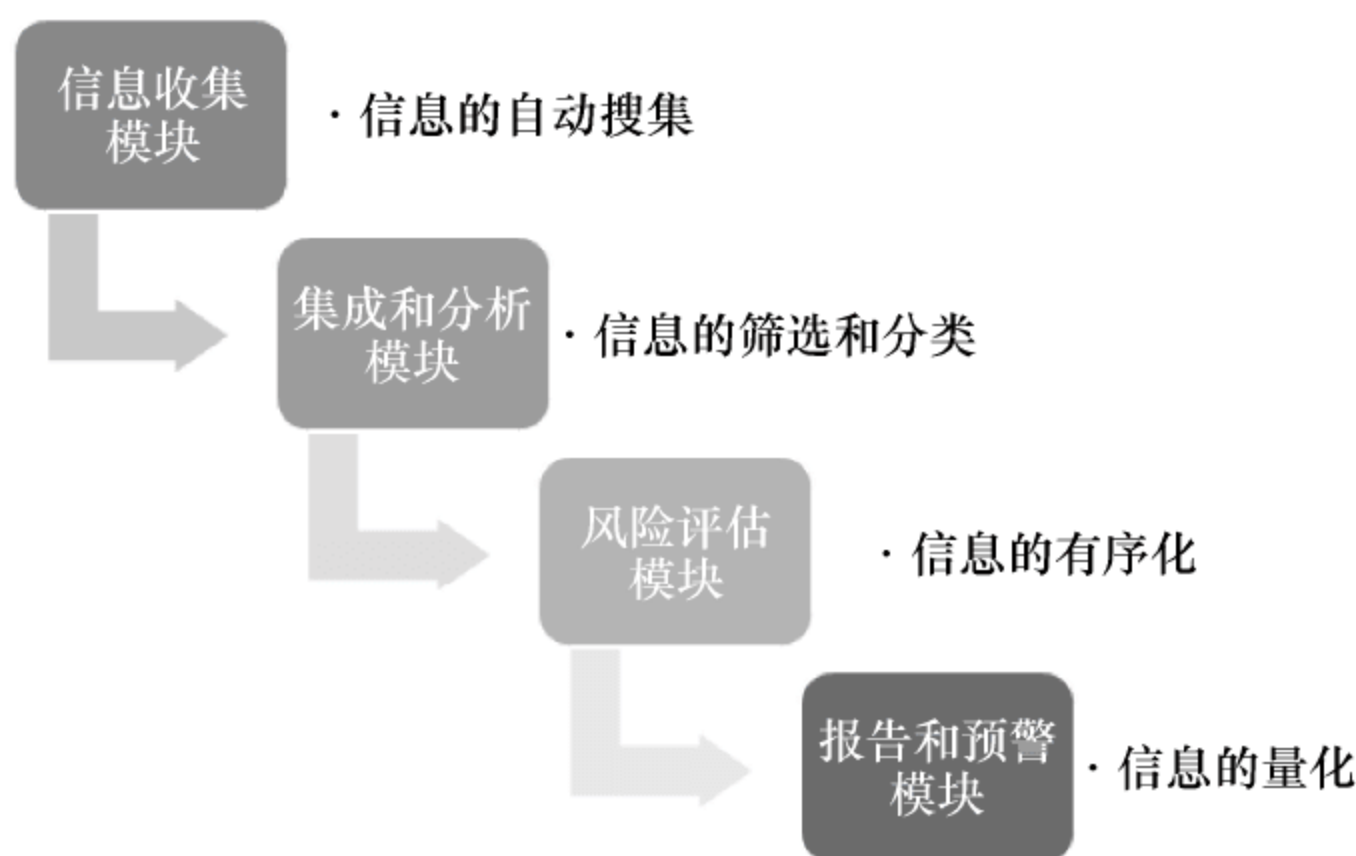 信息收集
模块
· 信息的自动搜集
集成和分析
模块
· 信息的筛选和分类
风险评估
模块
· 信息的有序化
报告和预警
模块
· 信息的量化